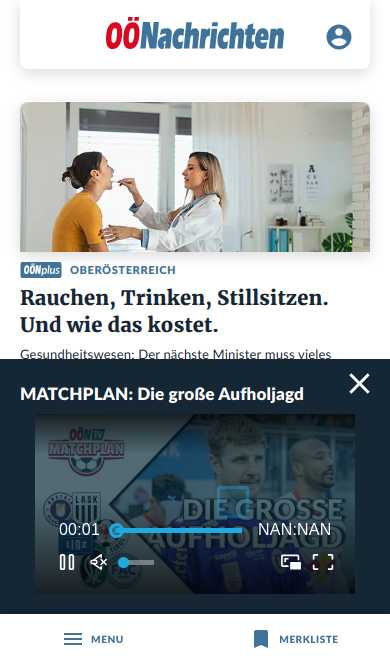 OÖNachrichten
OÖNplus OBERÖSTERREICH
Rauchen, Trinken, Stillsitzen.
Und wie das kostet.
Gesundheitswesen: Der nächste Minister muss vieles
MATCHPLAN: Die große Aufholjagd
OÖN TV
MATCHPLAN
LASK
DIE GROSSE
AUFHOLJAGD
00:01
NAN:NAN
MENU
MERKLISTE